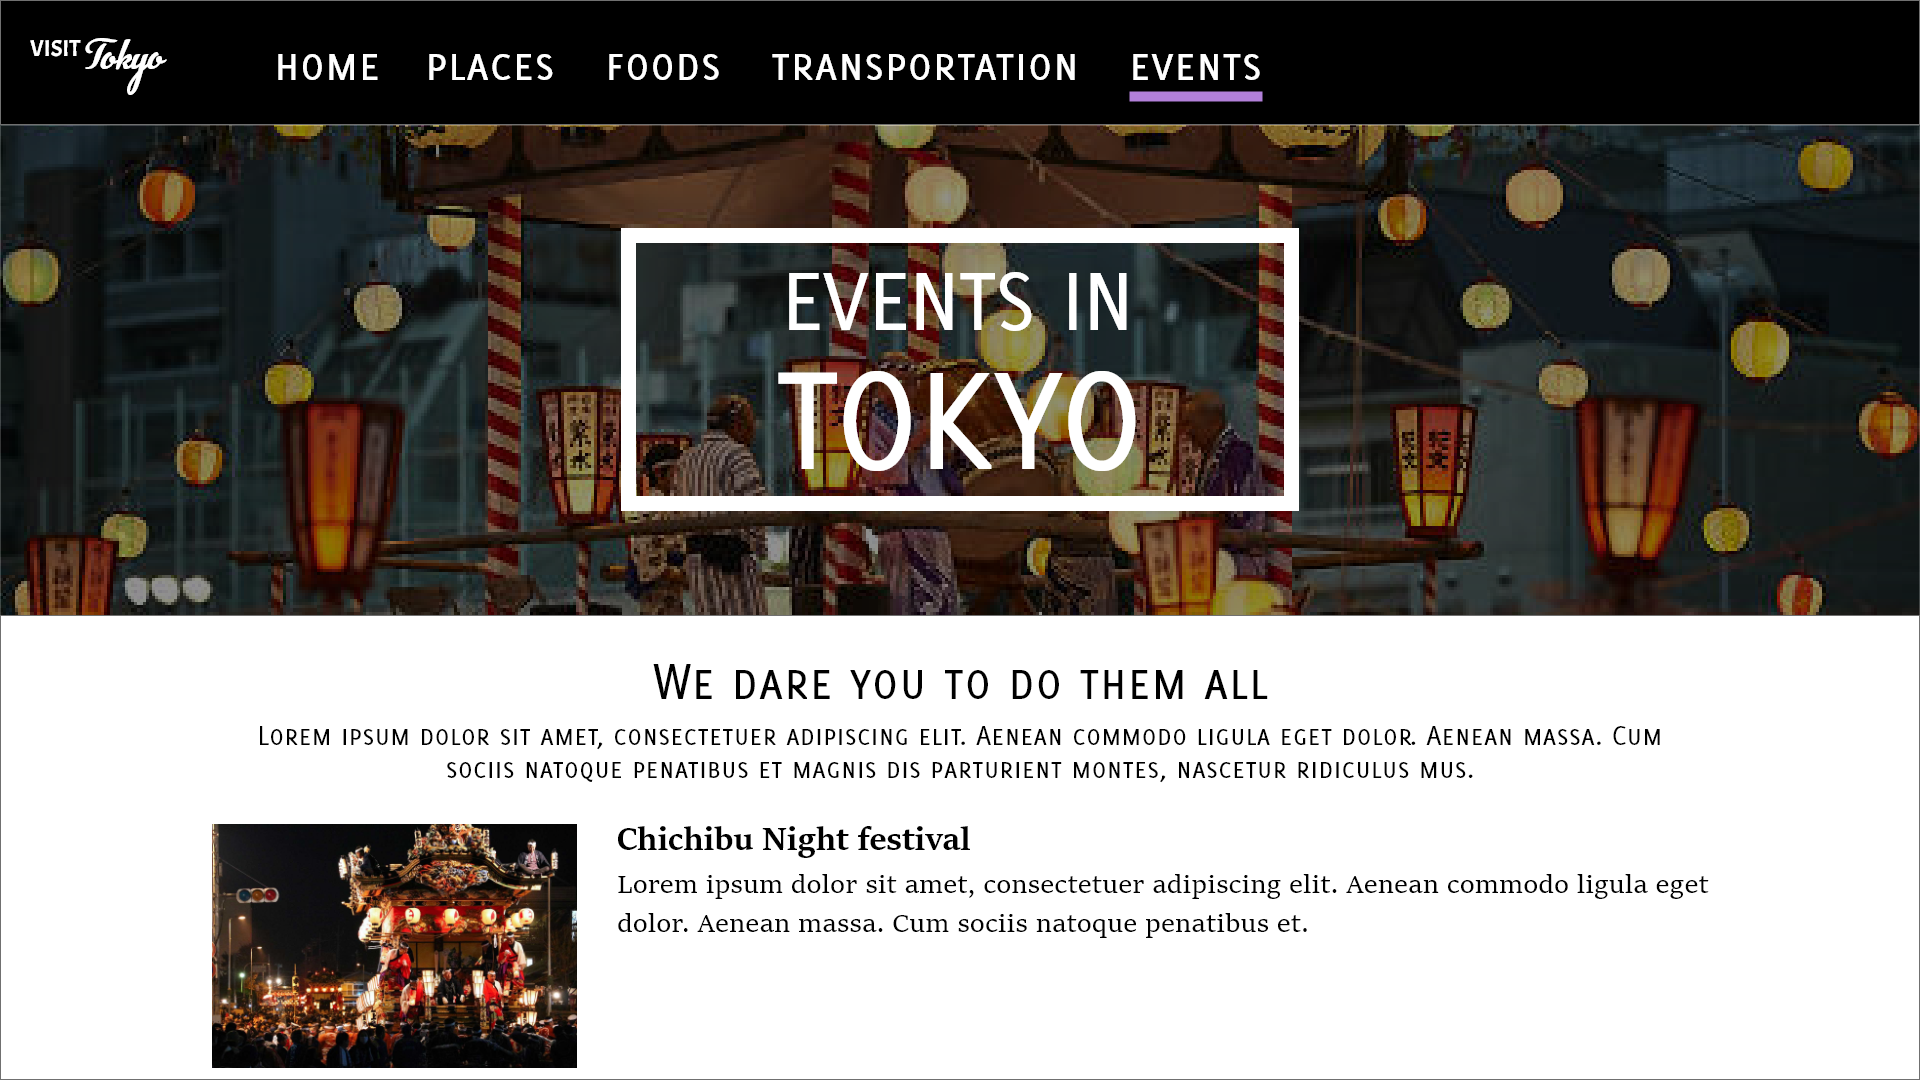 VISIT Tokyo
HOME PLACES FOODS TRANSPORTATION EVENTS
EVENTS IN
TOKYO
We dare you to do them all
Lorem ipsum dolor sit amet, consectetuer adipiscing elit. Aenean commodo ligula eget dolor. Aenean massa. Cum
sociis natoque penatibus et magnis dis parturient montes, nascetur ridiculus mus.
Chichibu Night festival
Lorem ipsum dolor sit amet, consectetuer adipiscing elit. Aenean commodo ligula eget
dolor. Aenean massa. Cum sociis natoque penatibus et.